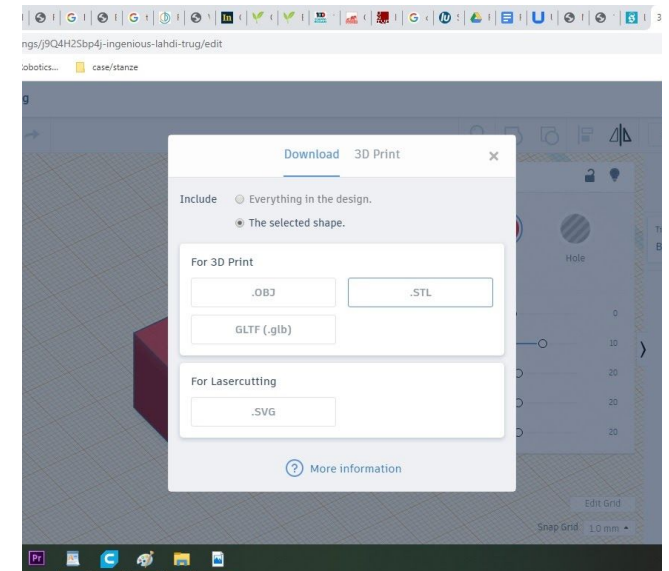 ngs/j9Q4H2Sbp4j-ingenious-lahdi-trug/edit
obotics... case/stanze
g
Download 3D Print
Include Everything in the design.
The selected shape.
For 3D Print
.OBJ .STL
GLTF (.glb)
For Lasercutting
.SVG
More information
Hole
0
10
20
20
20
Edit Grid
Snap Grid 1.0 mm
Pr